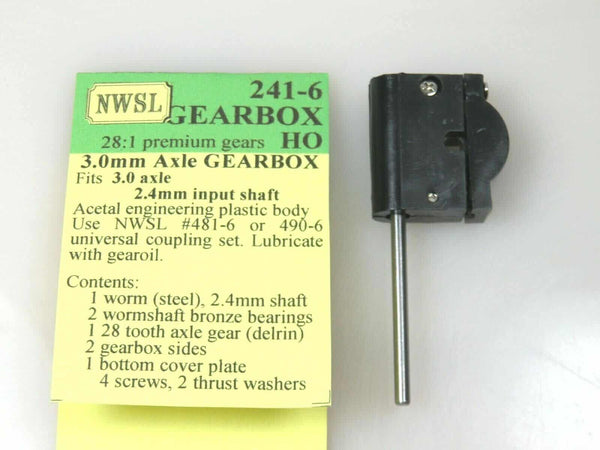 NWSL
241-6
GEARBOX
28:1 premium gears HO
3.0mm Axle GEARBOX
Fits 3.0 axle
2.4mm input shaft
Acetal engineering plastic body
Use NWSL #481-6 or 490-6
universal coupling set. Lubricate
with gearoil.
Contents:
1 worm (steel), 2.4mm shaft
2 wormshaft bronze bearings
1 28 tooth axle gear (delrin)
2 gearbox sides
1 bottom cover plate
4 screws, 2 thrust washers